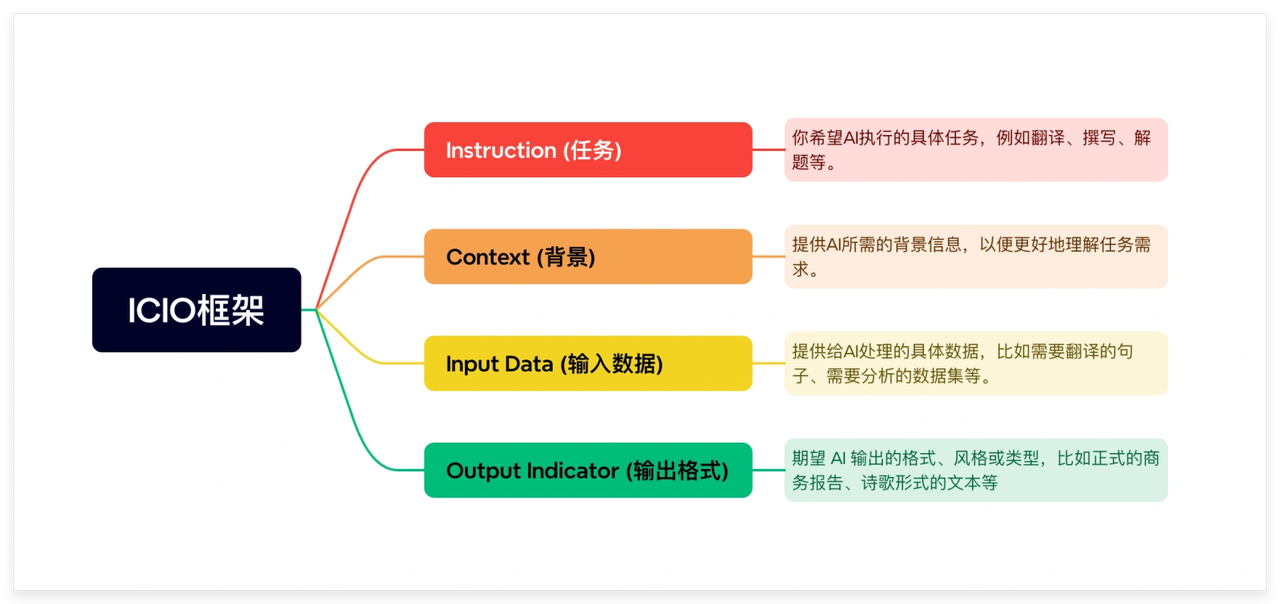 ICIO框架
Instruction (任务)
你希望AI执行的具体任务，例如翻译、撰写、解
题等。
Context (背景)
提供AI所需的背景信息，以便更好地理解任务需
求。
Input Data (输入数据)
提供给AI处理的具体数据，比如需要翻译的句
子、需要分析的数据集等。
Output Indicator (输出格式)
期望 AI 输出的格式、风格或类型，比如正式的商
务报告、诗歌形式的文本等